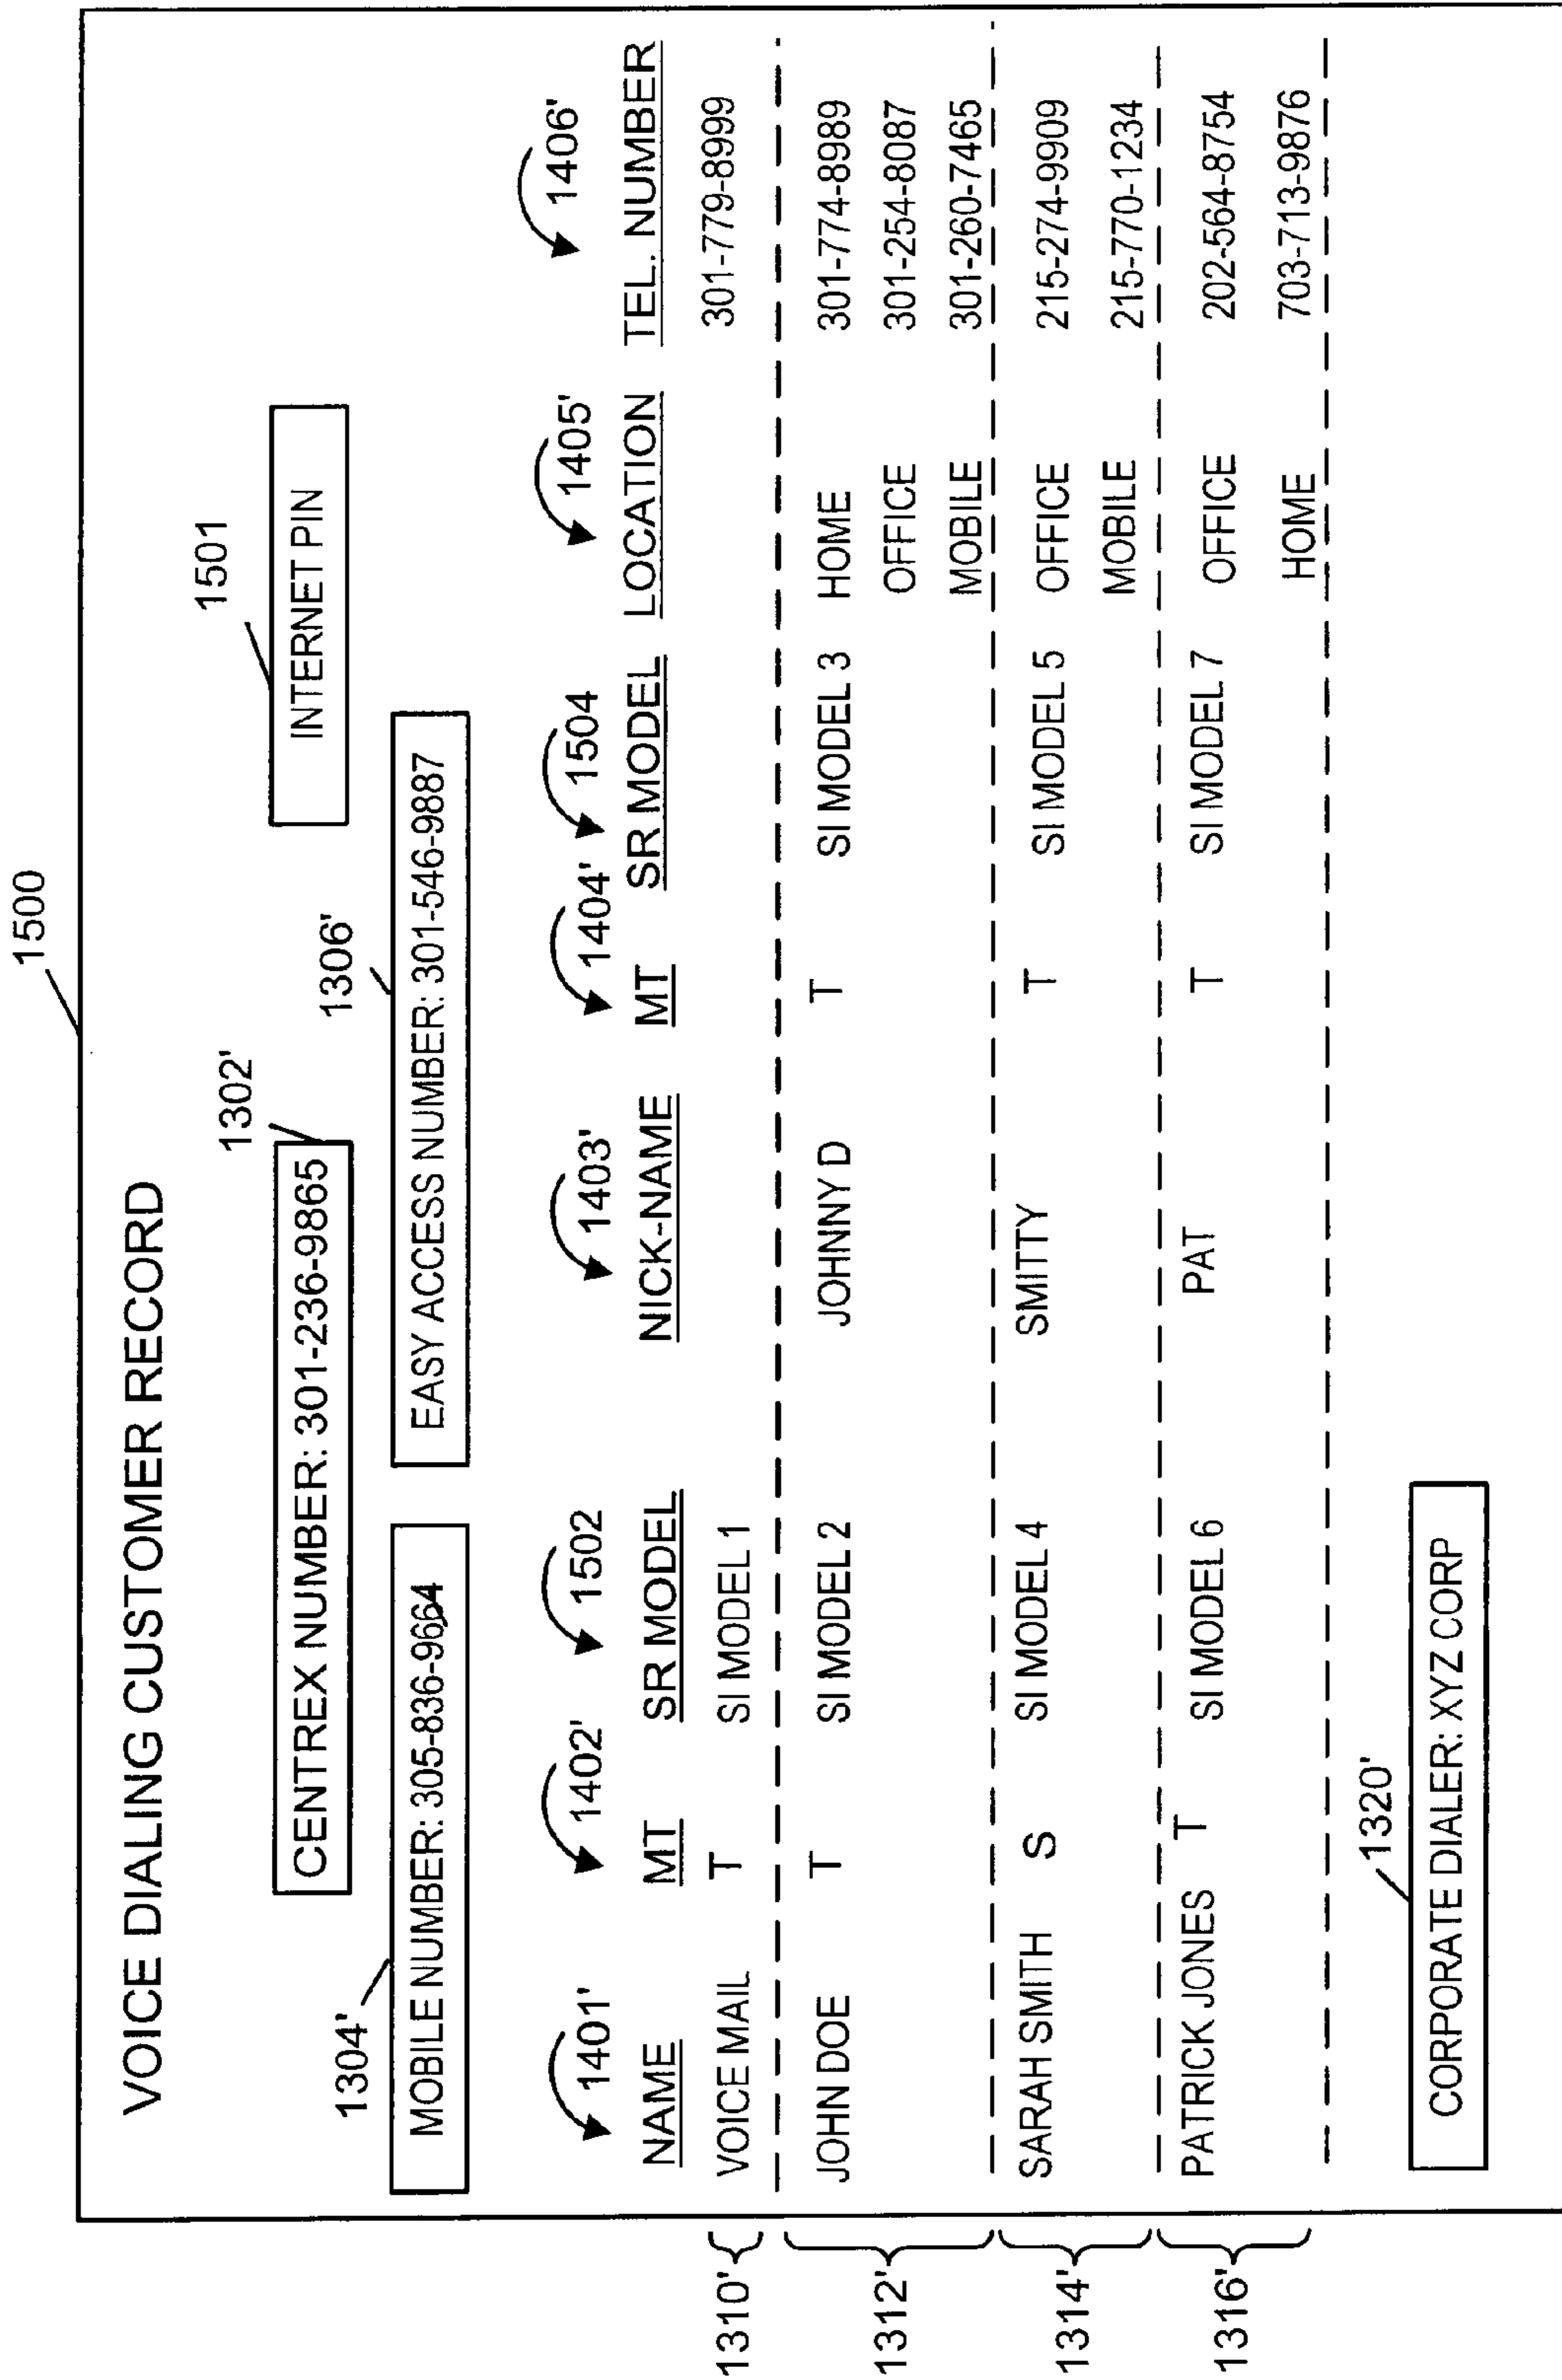 1500
VOICE DIALING CUSTOMER RECORD
1302'
1501
CENTREX NUMBER: 301-236-9865
INTERNET PIN
1304'
1306'
MOBILE NUMBER: 305-836-9664
EASY ACCESS NUMBER: 301-546-9887
1401' 1402' 1502 1403' 1404' 1504 1405' 1406'
NAME MT SR MODEL NICK-NAME MT SR MODEL LOCATION TEL. NUMBER
1310' VOICE MAIL T SI MODEL 1 301-779-8999
1312' JOHN DOE T SI MODEL 2 JOHNNY D T SI MODEL 3 HOME 301-774-8989
OFFICE 301-254-8087
MOBILE 301-260-7465
1314' SARAH SMITH S SI MODEL 4 SMITTY T SI MODEL 5 OFFICE 215-274-9909
MOBILE 215-770-1234
1316' PATRICK JONES T SI MODEL 6 PAT T SI MODEL 7 OFFICE 202-564-8754
HOME 703-713-9876
1320'
CORPORATE DIALER: XYZ CORP